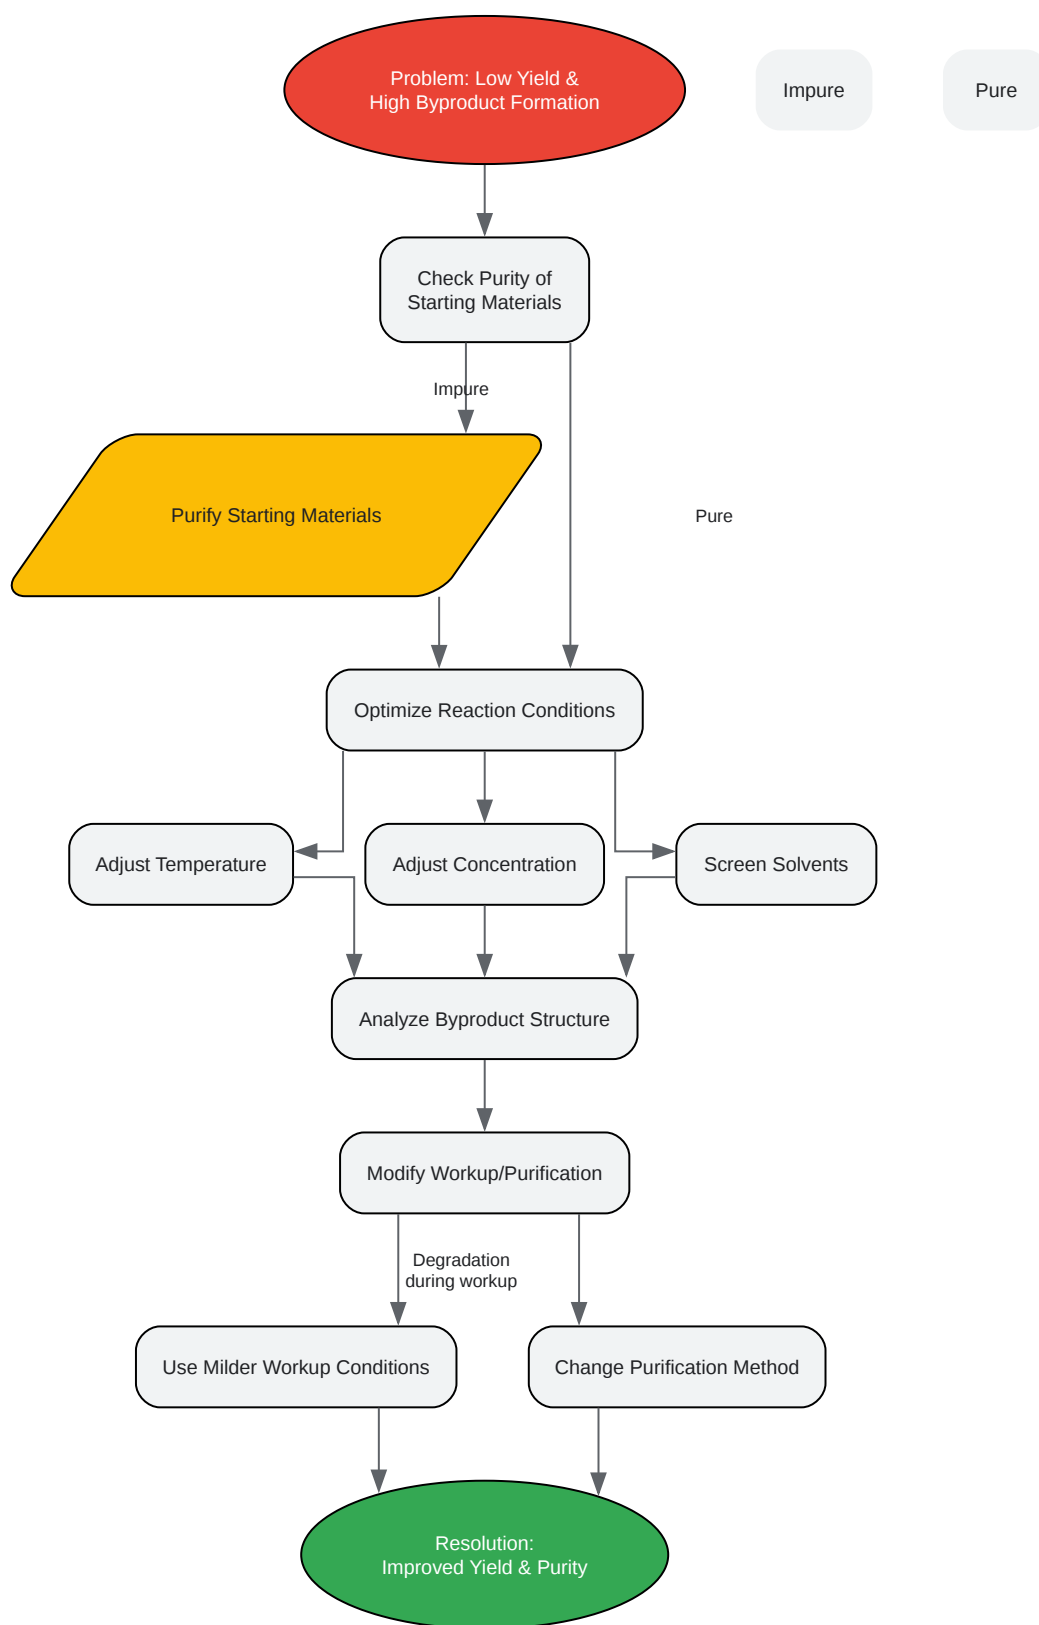 Problem: Low Yield &
High Byproduct Formation
Impure
Pure
Check Purity of
Starting Materials
Impure
Purify Starting Materials
Pure
Optimize Reaction Conditions
Adjust Temperature
Adjust Concentration
Screen Solvents
Analyze Byproduct Structure
Modify Workup/Purification
Degradation
during workup
Use Milder Workup Conditions
Change Purification Method
Resolution:
Improved Yield & Purity